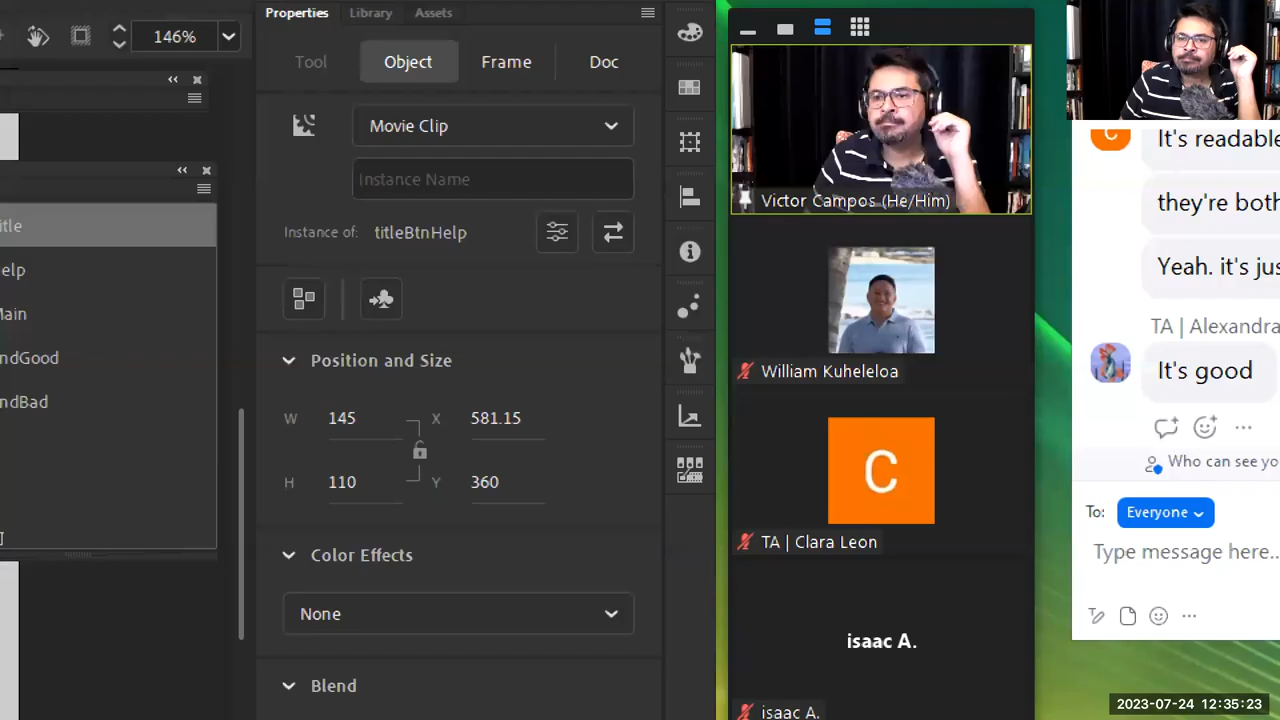 146%
Properties
Library
Assets
Tool
Object
Frame
Doc
Movie Clip
Instance Name
Instance of:
titleBtnHelp
itle
elp
Main
ndGood
ndBad
Position and Size
W
145
X
581.15
H
110
Y
360
Color Effects
None
Blend
Victor Campos (He/Him)
William Kuheleloa
C
TA | Clara Leon
isaac A.
isaac A.
C
It's readable
they're both
Yeah. it's jus
TA | Alexandra
It's good
Who can see yo
To:
Everyone
Type message here..
2023-07-24 12:35:23